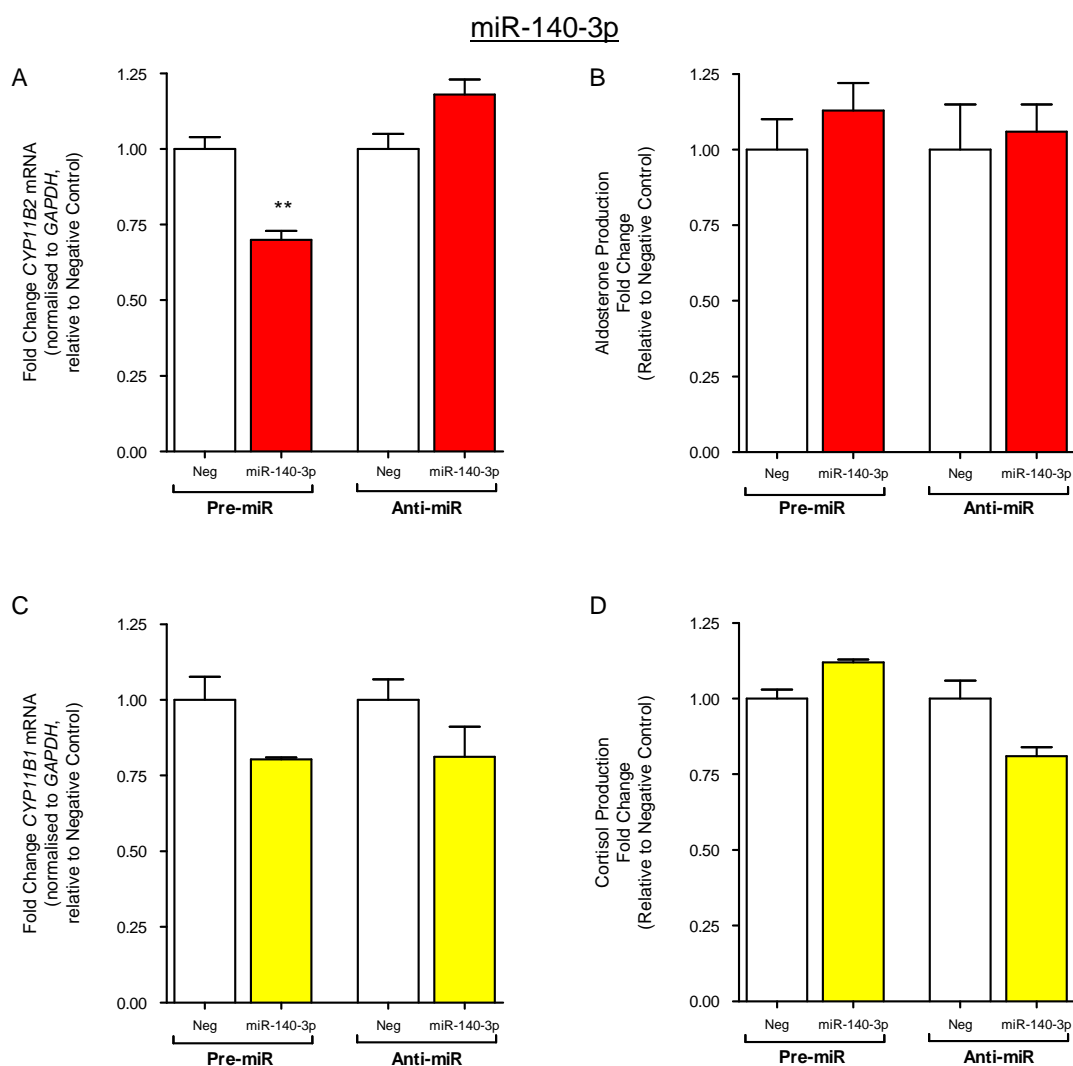 miR-140-3p
A
Fold Change CYP11B2 mRNA
(normalised to GAPDH,
relative to Negative Control)
1.25
1.00
0.75
0.50
0.25
0.00
**
Neg
miR-140-3p
Neg
miR-140-3p
Pre-miR
Anti-miR
B
Aldosterone Production
Fold Change
(Relative to Negative Control)
1.25
1.00
0.75
0.50
0.25
0.00
Neg
miR-140-3p
Neg
miR-140-3p
Pre-miR
Anti-miR
C
Fold Change CYP11B1 mRNA
(normalised to GAPDH,
relative to Negative Control)
1.25
1.00
0.75
0.50
0.25
0.00
Neg
miR-140-3p
Neg
miR-140-3p
Pre-miR
Anti-miR
D
Cortisol Production
Fold Change
(Relative to Negative Control)
1.25
1.00
0.75
0.50
0.25
0.00
Neg
miR-140-3p
Neg
miR-140-3p
Pre-miR
Anti-miR